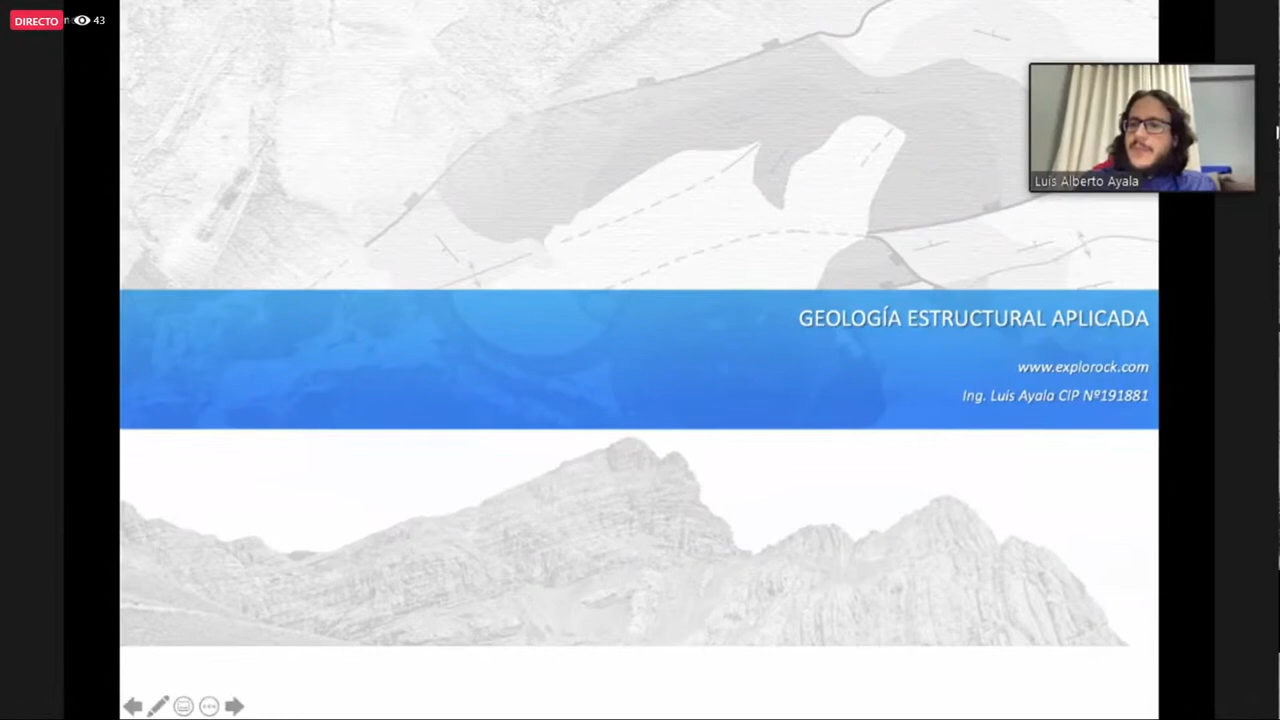 DIRECTO
43
Luis Alberto Ayala
GEOLOGÍA ESTRUCTURAL APLICADA
www.explorock.com
Ing. Luis Ayala CIP Nº191881